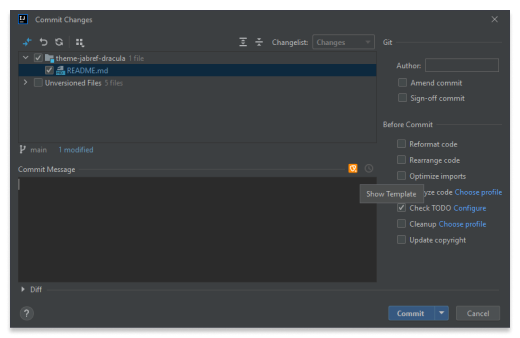 Commit Changes
Changelist: Changes
theme-jabref-dracula 1 file
README.md
Unversioned Files 5 files
main 1 modified
Commit Message
Show Template
Diff
?
Git
Author:
Amend commit
Sign-off commit
Before Commit
Reformat code
Rearrange code
Optimize imports
code Choose profile
Check TODO Configure
Cleanup Choose profile
Update copyright
Commit
Cancel